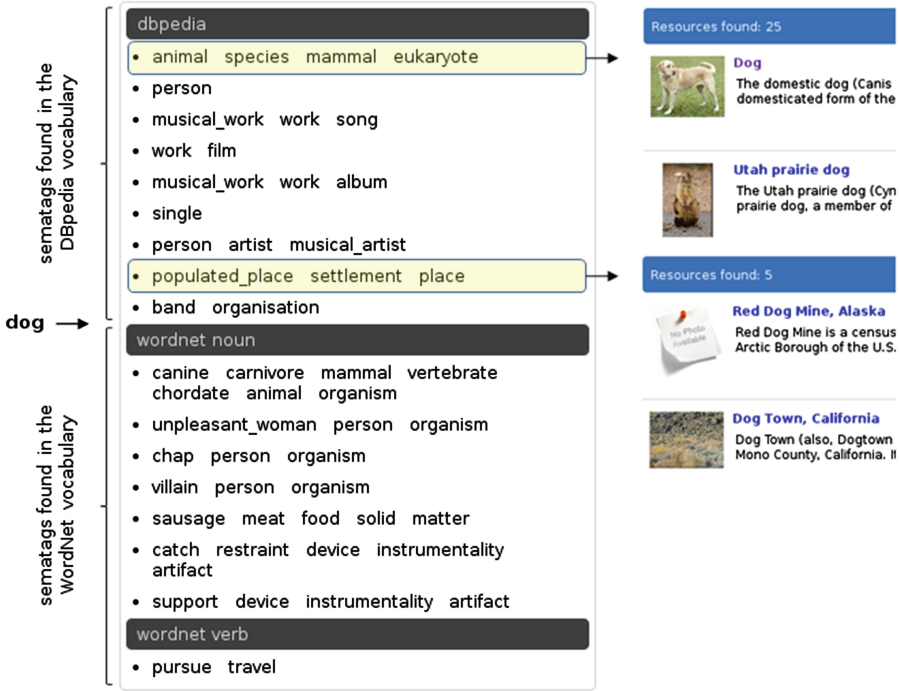 sematags found in the
DBpedia vocabulary
dbpedia
• animal species mammal eukaryote
• person
• musical_work work song
• work film
• musical_work work album
• single
• person artist musical_artist
• populated_place settlement place
• band organisation
dog
sematags found in the
WordNet vocabulary
wordnet noun
• canine carnivore mammal vertebrate
chordate animal organism
• unpleasant_woman person organism
• chap person organism
• villain person organism
• sausage meat food solid matter
• catch restraint device instrumentality
artifact
• support device instrumentality artifact
wordnet verb
• pursue travel
Resources found: 25
Dog
The domestic dog (Canis
domesticated form of the
Utah prairie dog
The Utah prairie dog (Cyn
prairie dog, a member of
Resources found: 5
No Photo
Available
Red Dog Mine, Alaska
Red Dog Mine is a census
Arctic Borough of the U.S.
Dog Town, California
Dog Town (also, Dogtown
Mono County, California. It